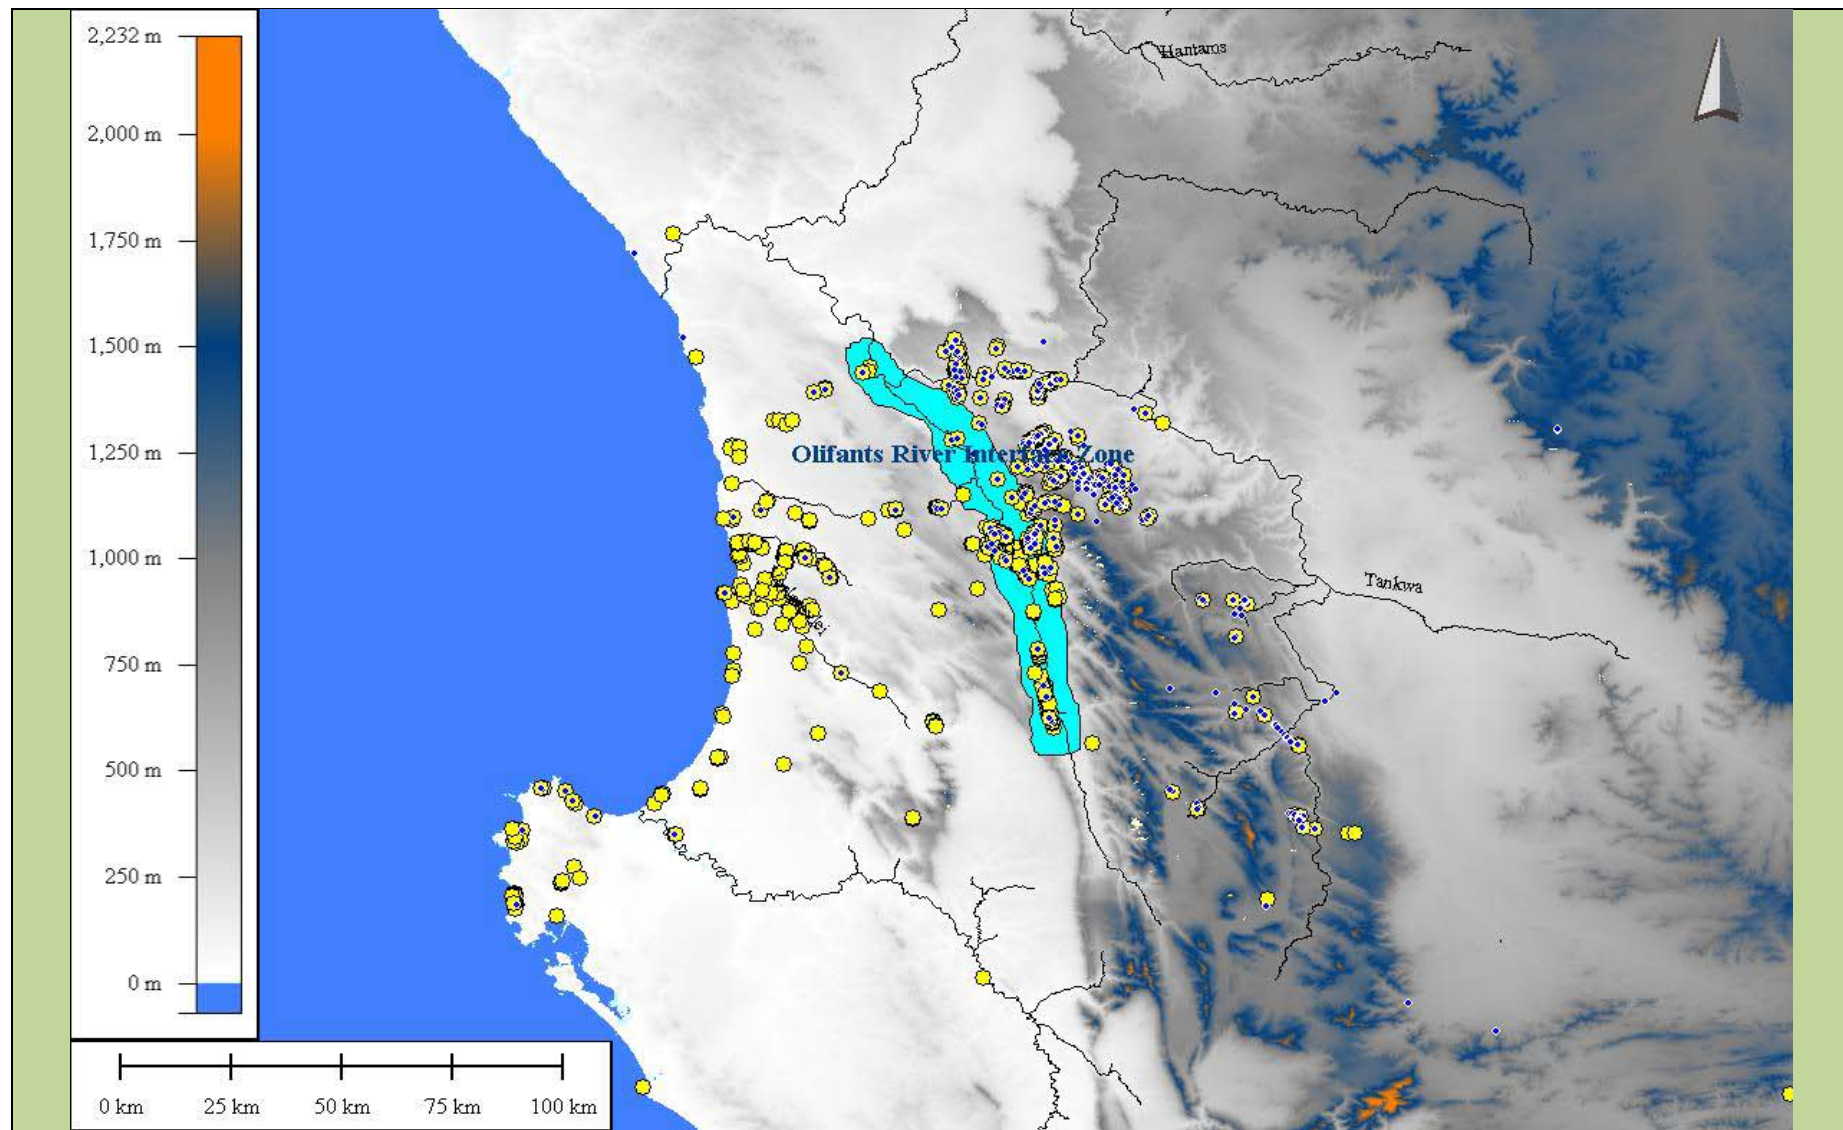 2,232 m
2,000 m
1,750 m
1,500 m
1,250 m
1,000 m
750 m
500 m
250 m
0 m
0 km 25 km 50 km 75 km 100 km
Hantams
Olifants River Interface Zone
Tankwa